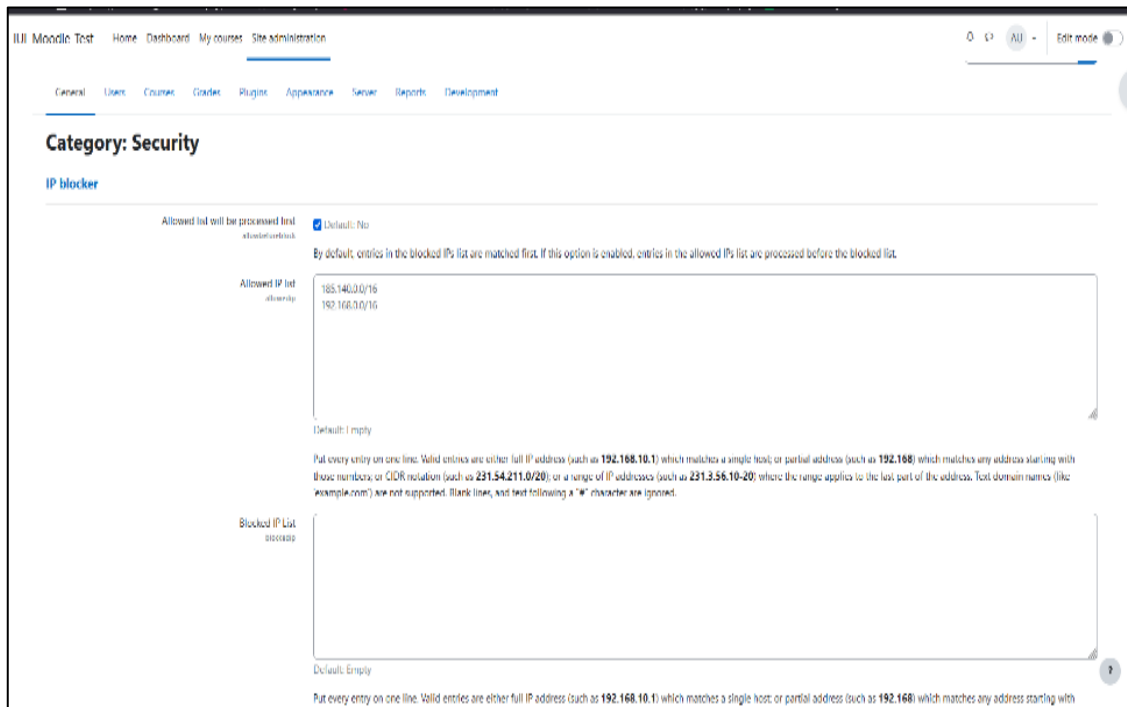 IUI Moodle Test Home Dashboard My courses Site administration AU Edit mode
General Users Courses Grades Plugins Appearance Server Reports Development
Category: Security
IP blocker
Allowed list will be processed first
Default: No
allowbeforeblock
By default, entries in the blocked IPs list are matched first. If this option is enabled, entries in the allowed IPs list are processed before the blocked list.
Allowed IP list
allowedip
185.140.0.0/16
192.168.0.0/16
Default: Empty
Put every entry on one line. Valid entries are either full IP address (such as 192.168.10.1) which matches a single host; or partial address (such as 192.168) which matches any address starting with
those numbers; or CIDR notation (such as 231.54.211.0/20); or a range of IP addresses (such as 231.3.56.10-20) where the range applies to the last part of the address. Text domain names (like
'example.com') are not supported. Blank lines, and text following a "#" character are ignored.
Blocked IP List
blockedip
Default: Empty
?
Put every entry on one line. Valid entries are either full IP address (such as 192.168.10.1) which matches a single host; or partial address (such as 192.168) which matches any address starting with